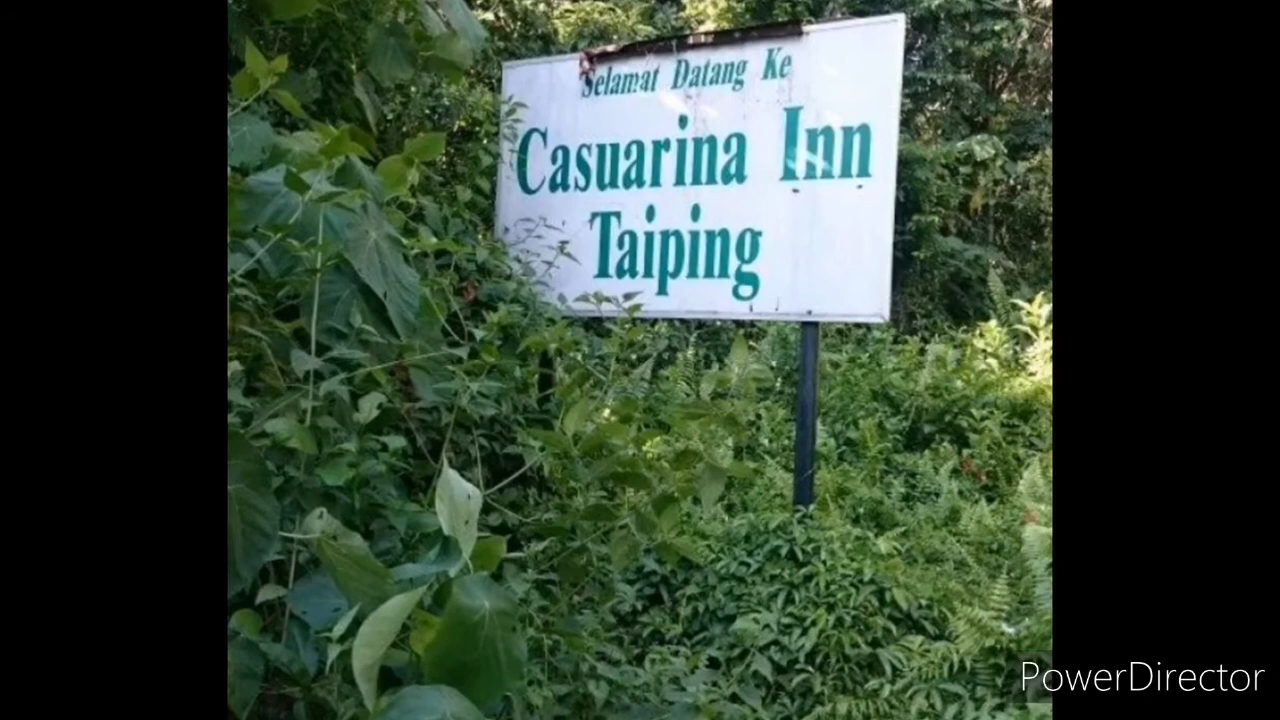 Selamat Datang Ke
Casuarina Inn
Taiping
PowerDirector